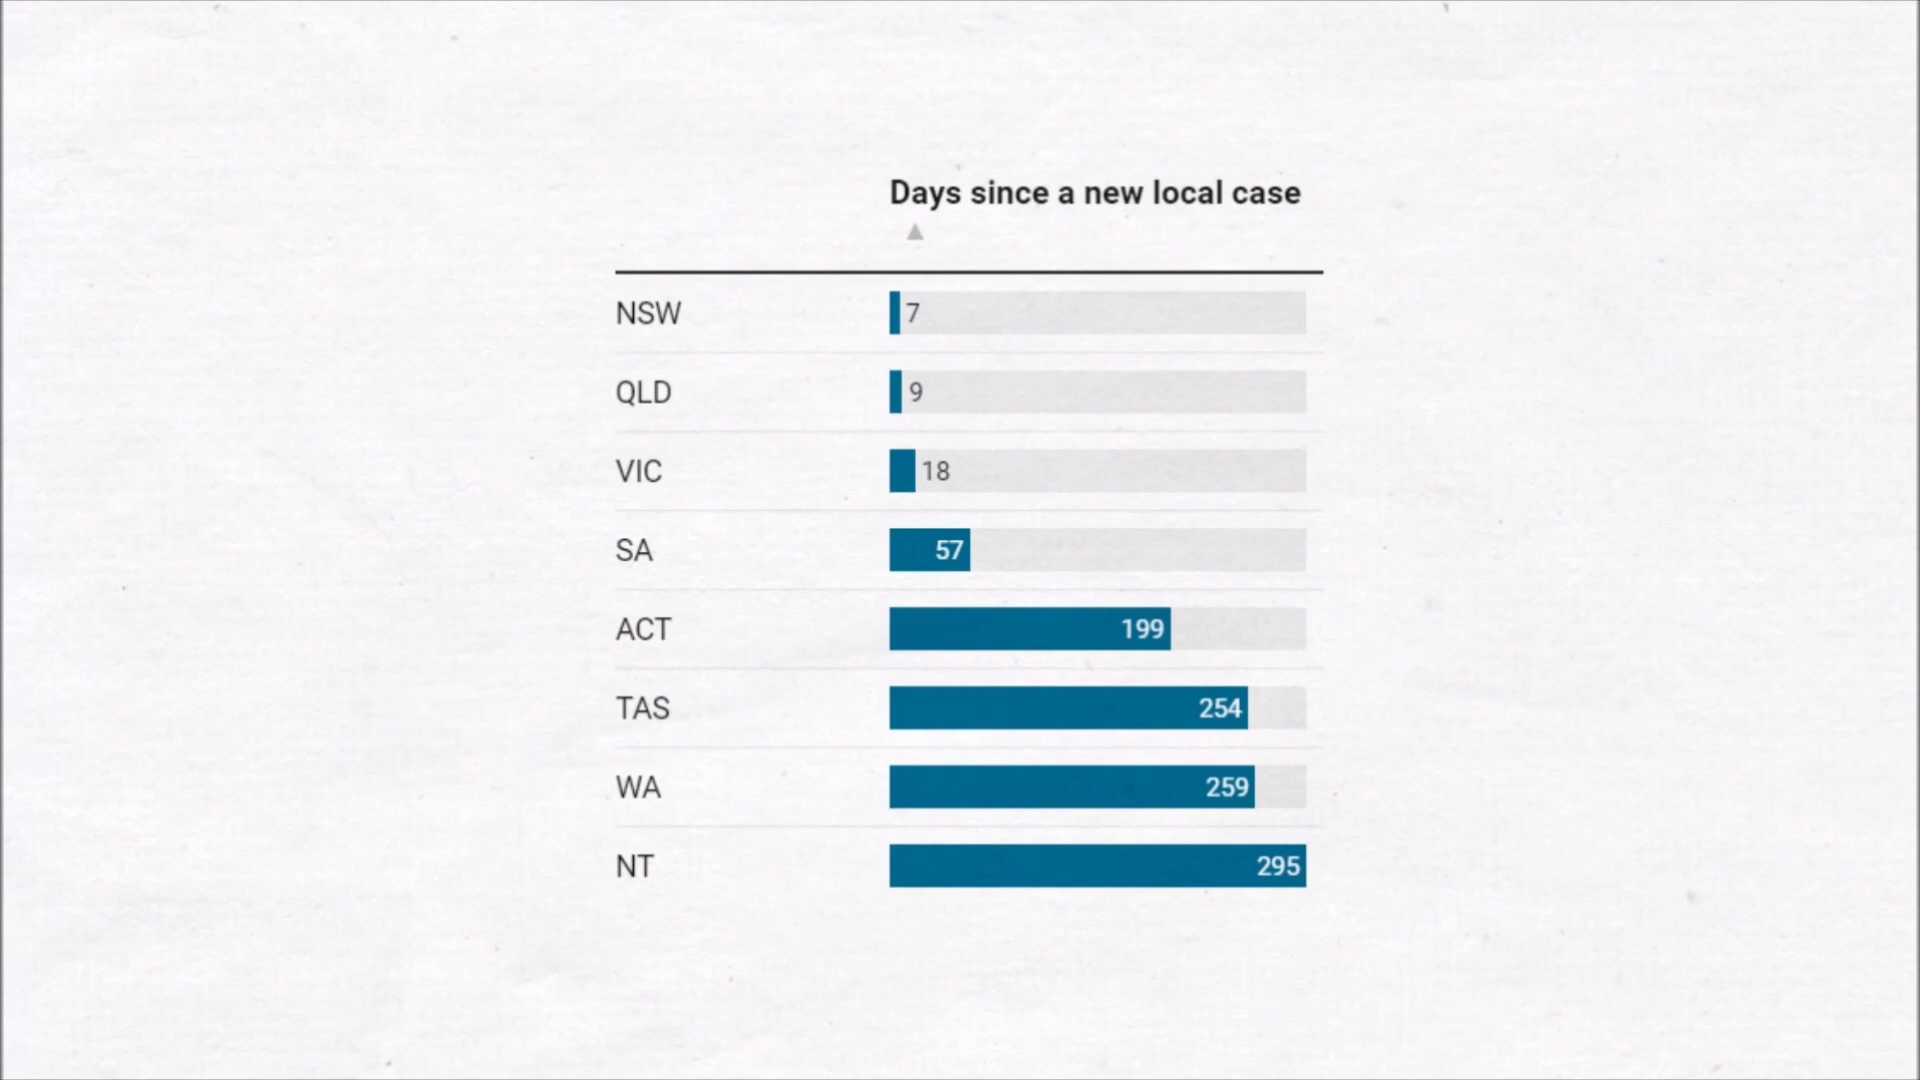 Days since a new local case
NSW 7
QLD 9
VIC 18
SA 57
ACT 199
TAS 254
WA 259
NT 295